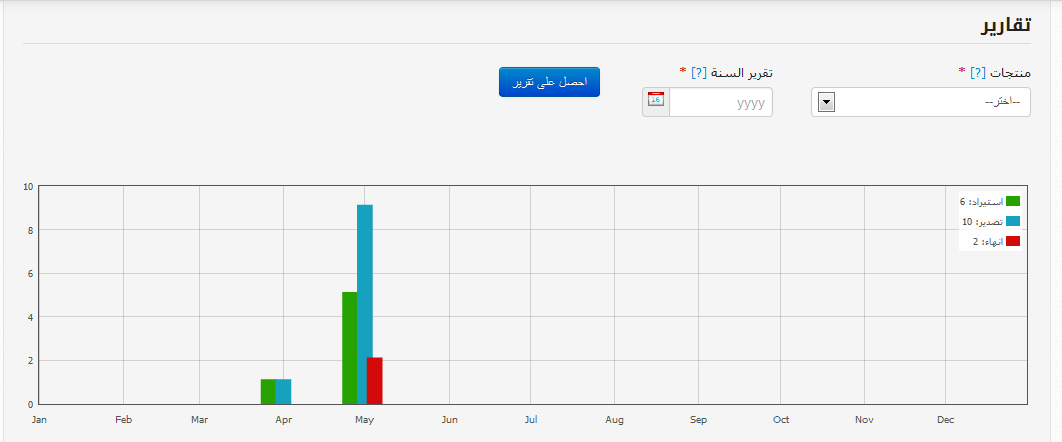 تقارير
منتجات [?] *
--اختر--
تقرير السنة [?] *
yyyy
16
احصل على تقرير
استيراد: 6
تصدير: 10
انهاء: 2
10
8
6
4
2
0
Jan Feb Mar Apr May Jun Jul Aug Sep Oct Nov Dec